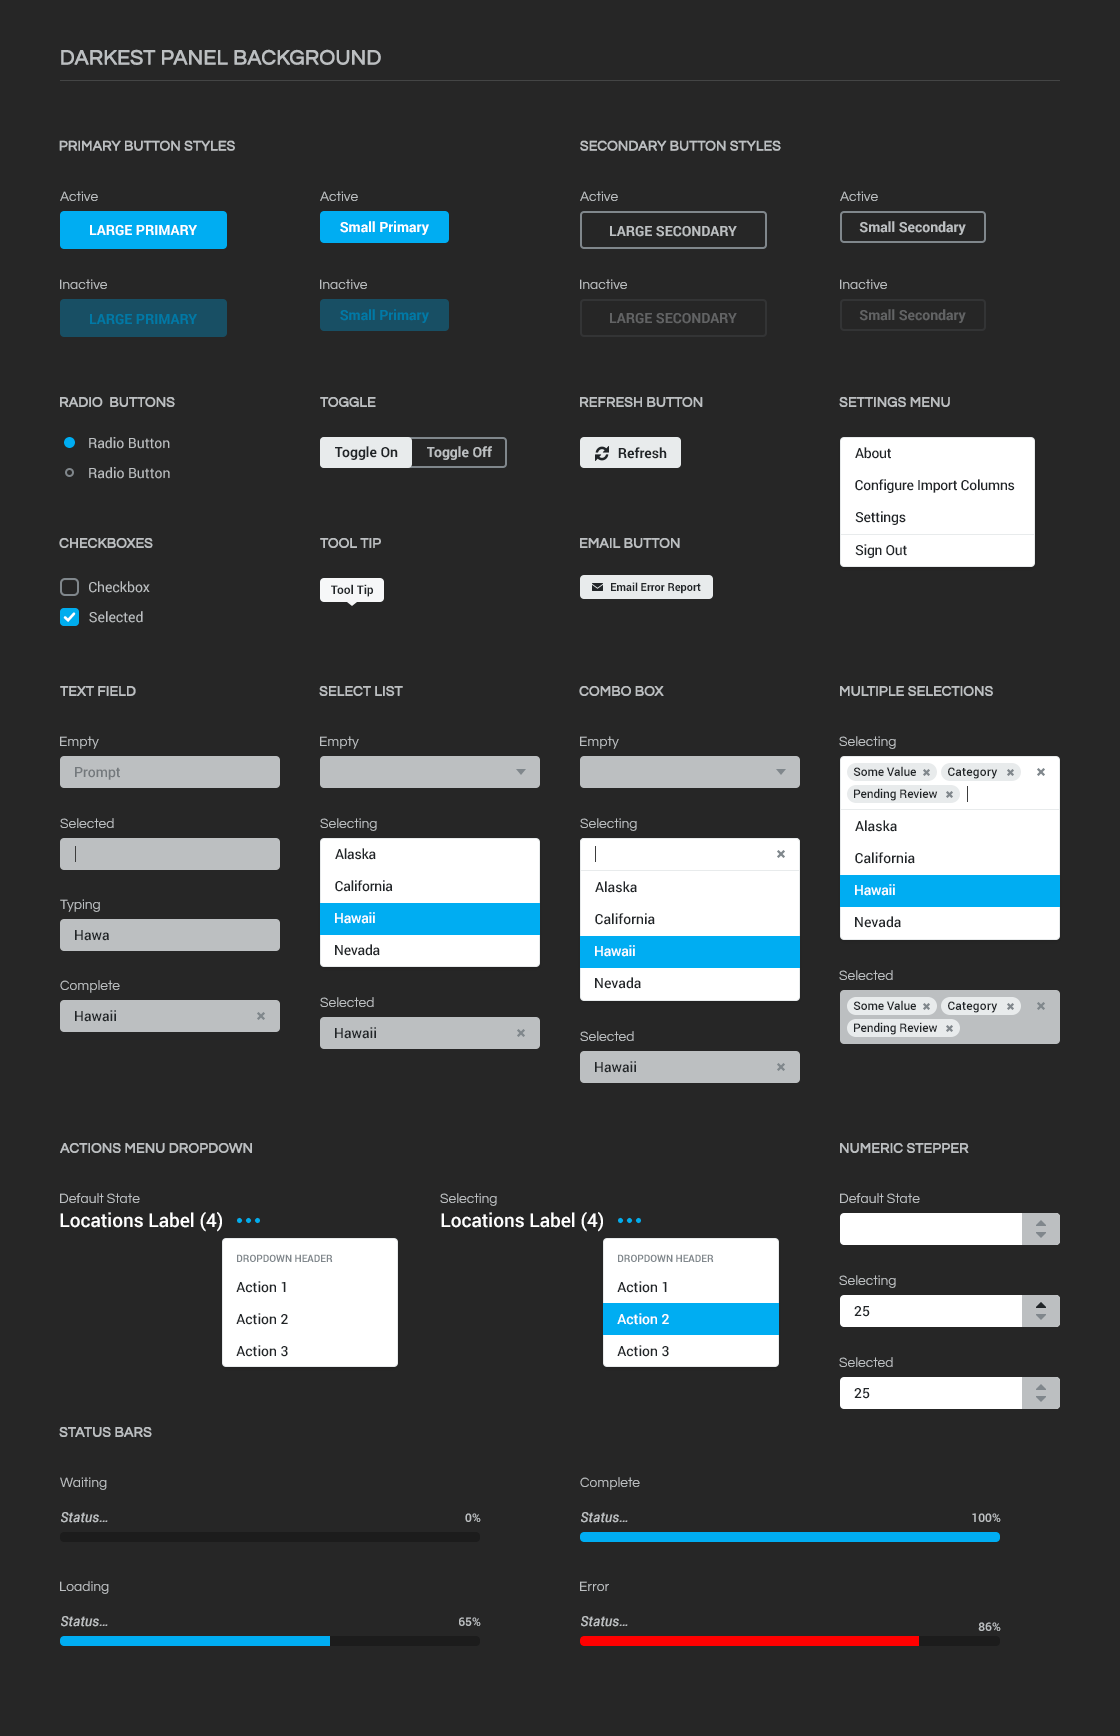 DARKEST PANEL BACKGROUND
PRIMARY BUTTON STYLES
SECONDARY BUTTON STYLES
Active
Active
Active
Active
LARGE PRIMARY
Small Primary
LARGE SECONDARY
Small Secondary
Inactive
Inactive
Inactive
Inactive
LARGE PRIMARY
Small Primary
LARGE SECONDARY
Small Secondary
RADIO BUTTONS
Radio Button
Radio Button
TOGGLE
Toggle On
Toggle Off
REFRESH BUTTON
Refresh
SETTINGS MENU
About
Configure Import Columns
Settings
Sign Out
CHECKBOXES
Checkbox
Selected
TOOL TIP
Tool Tip
EMAIL BUTTON
Email Error Report
TEXT FIELD
Empty
Prompt
Selected
Typing
Hawa
Complete
Hawaii
SELECT LIST
Empty
Selecting
Alaska
California
Hawaii
Nevada
Selected
Hawaii
COMBO BOX
Empty
Selecting
Alaska
California
Hawaii
Nevada
Selected
Hawaii
MULTIPLE SELECTIONS
Selecting
Some Value
Category
Pending Review
Alaska
California
Hawaii
Nevada
Selected
Some Value
Category
Pending Review
ACTIONS MENU DROPDOWN
Default State
Locations Label (4)
DROPDOWN HEADER
Action 1
Action 2
Action 3
Selecting
Locations Label (4)
DROPDOWN HEADER
Action 1
Action 2
Action 3
NUMERIC STEPPER
Default State
Selecting
25
Selected
25
STATUS BARS
Waiting
Status...
0%
Complete
Status...
100%
Loading
Status...
65%
Error
Status...
86%